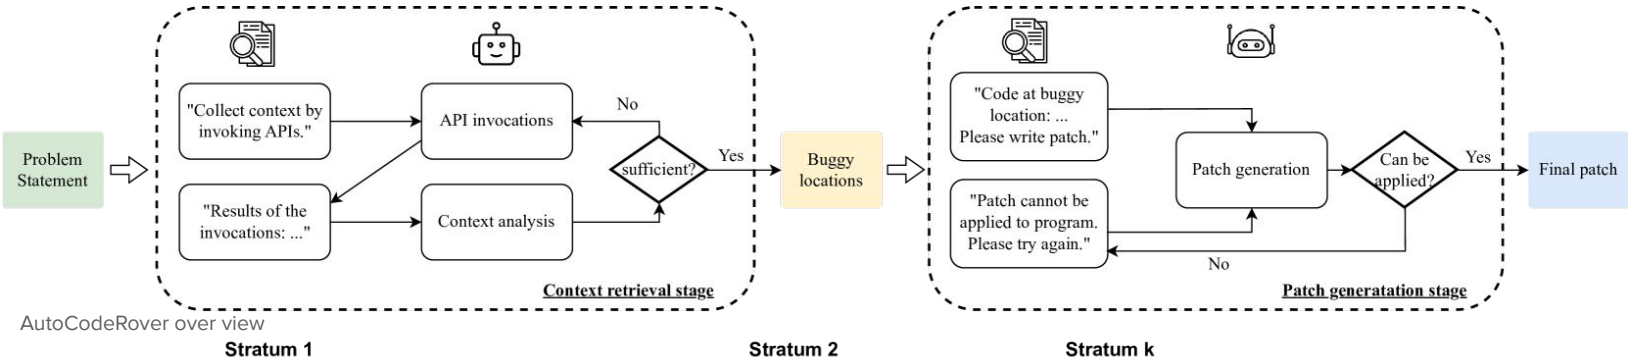 Problem
Statement
"Collect context by
invoking APIs."
API invocations
"Results of the
invocations: ..."
Context analysis
No
sufficient?
Yes
Context retrieval stage
Buggy
locations
"Code at buggy
location: ...
Please write patch."
"Patch cannot be
applied to program.
Please try again."
Patch generation
Can be
applied?
Yes
No
Patch generatation stage
Final patch
AutoCodeRover over view
Stratum 1
Stratum 2
Stratum k